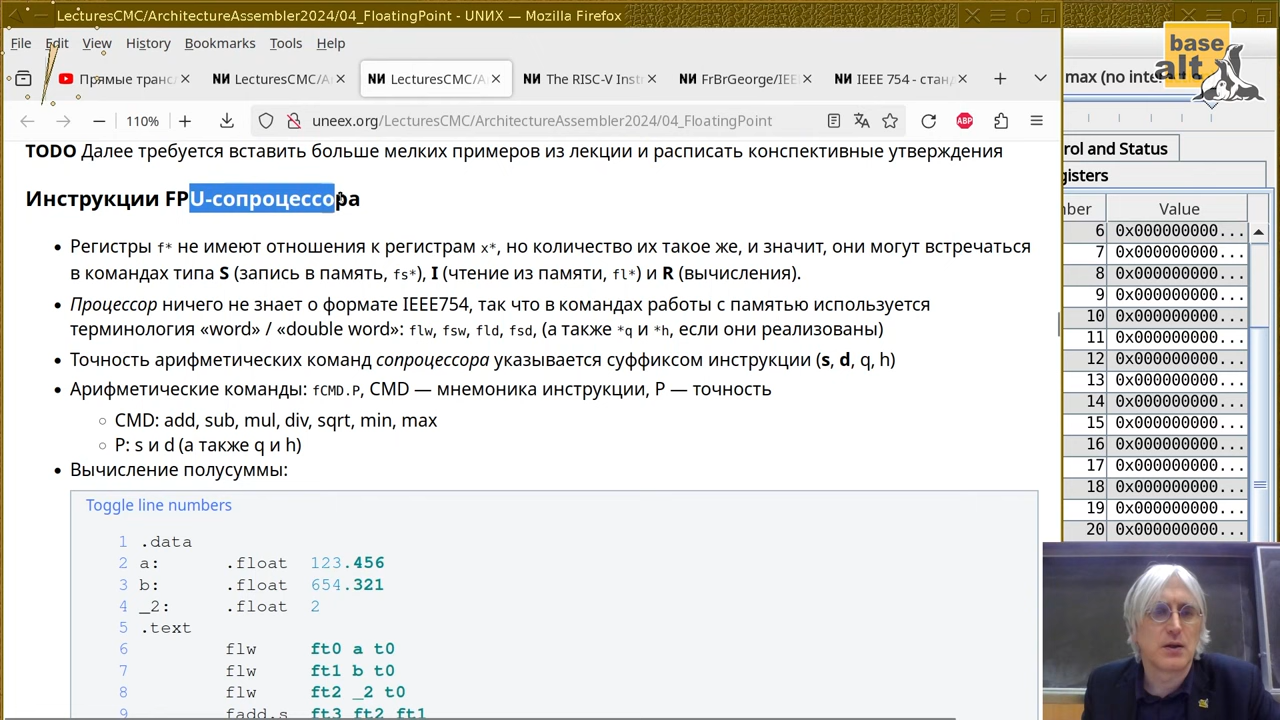 LecturesCMC/ArchitectureAssembler2024/04_FloatingPoint - UNИX — Mozilla Firefox
File Edit View History Bookmarks Tools Help
Прямые транс
LecturesCMC/A
LecturesCMC/A
The RISC-V Inst
FrBrGeorge/IEE
IEEE 754 - стан
110%
uneex.org/LecturesCMC/ArchitectureAssembler2024/04_FloatingPoint
ABP
TODO Далее требуется вставить больше мелких примеров из лекции и расписать конспективные утверждения
Инструкции FPU-сопроцессора
Регистры f* не имеют отношения к регистрам x*, но количество их такое же, и значит, они могут встречаться
в командах типа S (запись в память, fs*), I (чтение из памяти, fl*) и R (вычисления).
Процессор ничего не знает о формате IEEE754, так что в командах работы с памятью используется
терминология «word» / «double word»: flw, fsw, fld, fsd, (а также *q и *h, если они реализованы)
Точность арифметических команд сопроцессора указывается суффиксом инструкции (s, d, q, h)
Арифметические команды: fCMD.P, CMD — мнемоника инструкции, P — точность
CMD: add, sub, mul, div, sqrt, min, max
P: s и d (а также q и h)
Вычисление полусуммы:
Toggle line numbers
1 .data
2 a: .float 123.456
3 b: .float 654.321
4 _2: .float 2
5 .text
6 flw ft0 a t0
7 flw ft1 b t0
8 flw ft2 _2 t0
9 fadd.s ft3 ft2 ft1
base
alt
max (no inte
rol and Status
gisters
ber Value
6 0x000000000...
7 0x000000000...
8 0x000000000...
9 0x000000000...
10 0x000000000...
11 0x000000000...
12 0x000000000...
13 0x000000000...
14 0x000000000...
15 0x000000000...
16 0x000000000...
17 0x000000000...
18 0x000000000...
19 0x000000000...
20 0x000000000...